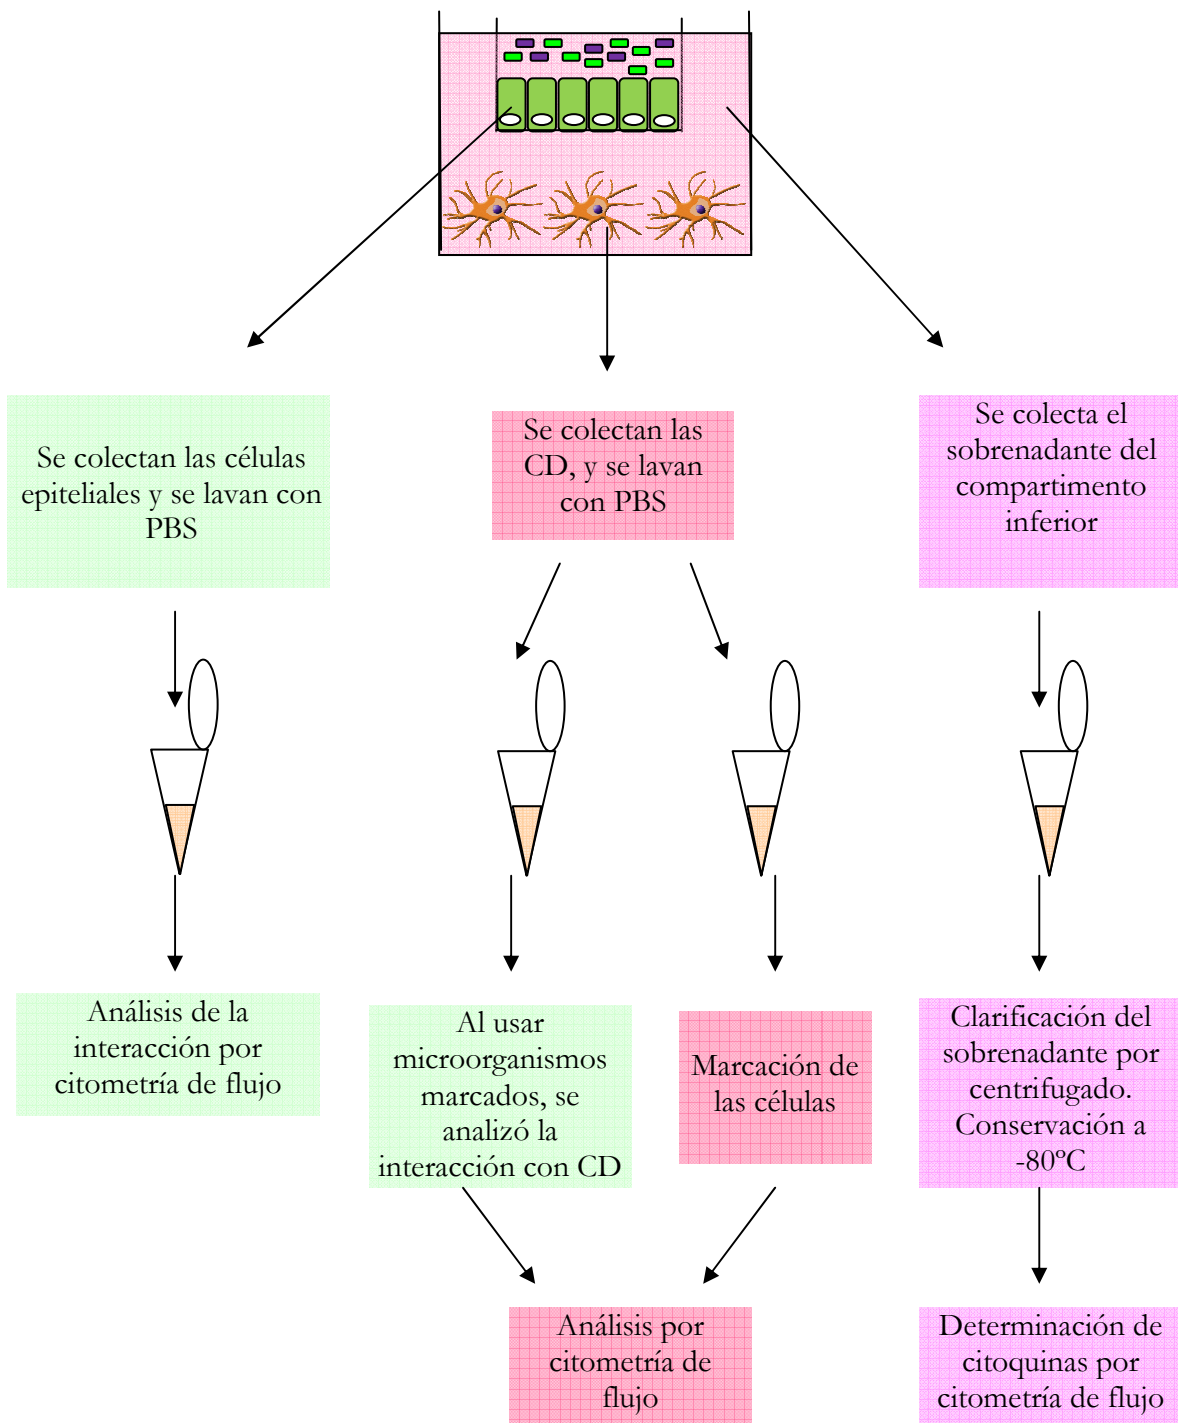 Se colectan las células
epiteliales y se lavan con
PBS
Se colectan las
CD, y se lavan
con PBS
Se colecta el
sobrenadante del
compartimento
inferior
Análisis de la
interacción por
citometría de flujo
Al usar
microorganismos
marcados, se
analizó la
interacción con CD
Marcación de
las células
Clarificación del
sobrenadante por
centrifugado.
Conservación a
-80ºC
Análisis por
citometría de
flujo
Determinación de
citoquinas por
citometría de flujo